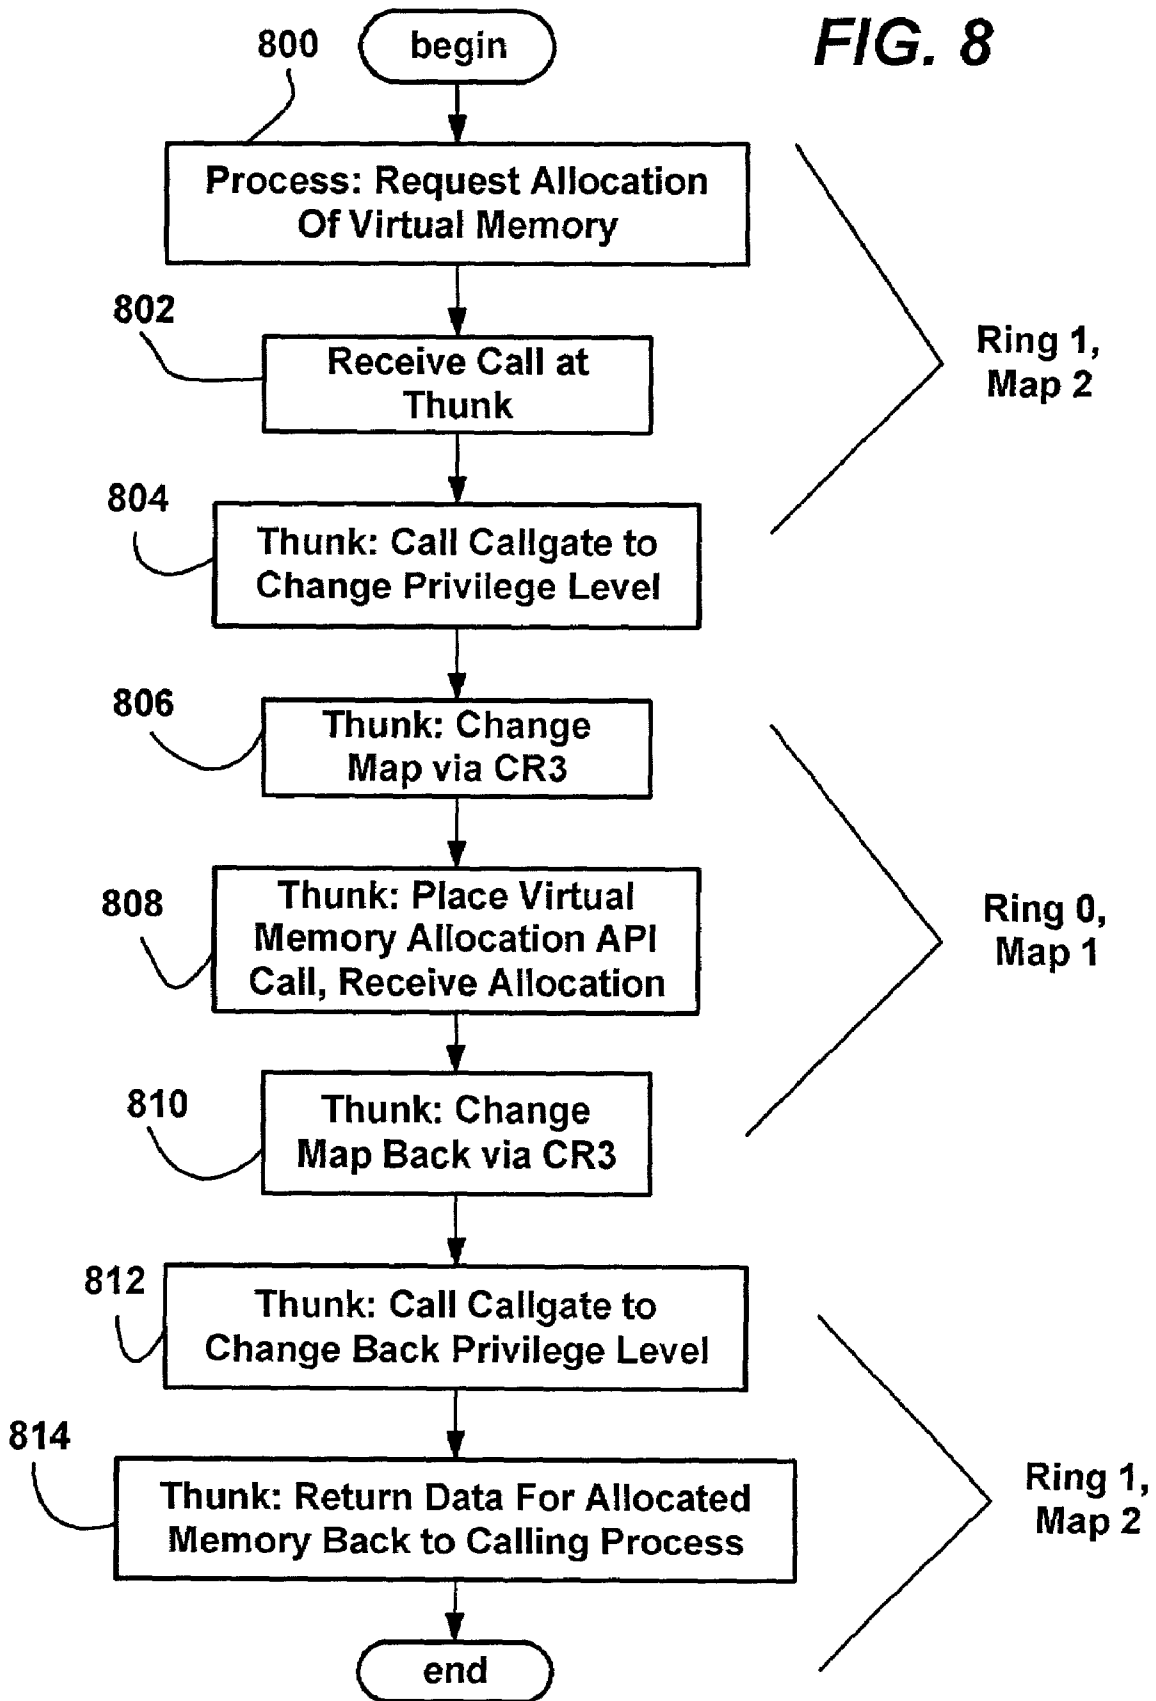 FIG. 8
begin
800
Process: Request Allocation
Of Virtual Memory
802
Receive Call at
Thunk
Ring 1,
Map 2
804
Thunk: Call Callgate to
Change Privilege Level
806
Thunk: Change
Map via CR3
808
Thunk: Place Virtual
Memory Allocation API
Call, Receive Allocation
Ring 0,
Map 1
810
Thunk: Change
Map Back via CR3
812
Thunk: Call Callgate to
Change Back Privilege Level
814
Thunk: Return Data For Allocated
Memory Back to Calling Process
Ring 1,
Map 2
end